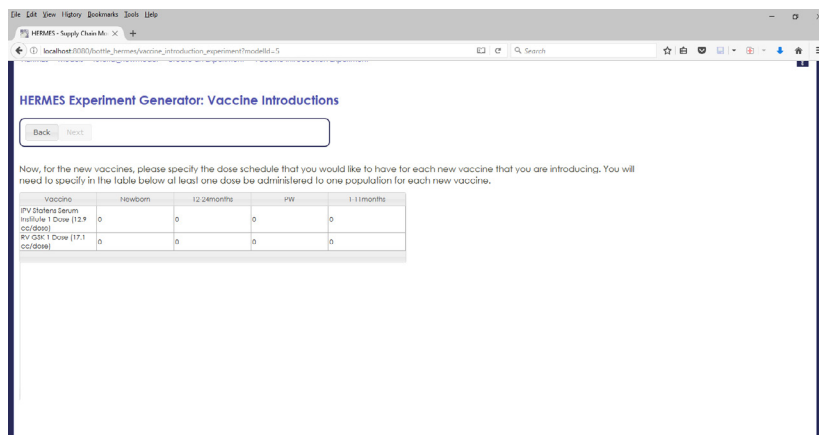 File Edit View History Bookmarks Tools Help
HERMES - Supply Chain Mo
localhost:8080/bottle_hermes/vaccine_introduction_experiment?modelId=5
Search
HERMES Experiment Generator: Vaccine Introductions
Back Next
Now, for the new vaccines, please specify the dose schedule that you would like to have for each new vaccine that you are introducing. You will
need to specify in the table below at least one dose be administered to one population for each new vaccine.
Vaccine Newborn 12-24months PW 1-11months
IPV Statens Serum
Institute 1 Dose (12.9 0 0 0 0
cc/dose)
RV GSK 1 Dose (17.1 0 0 0 0
cc/dose)